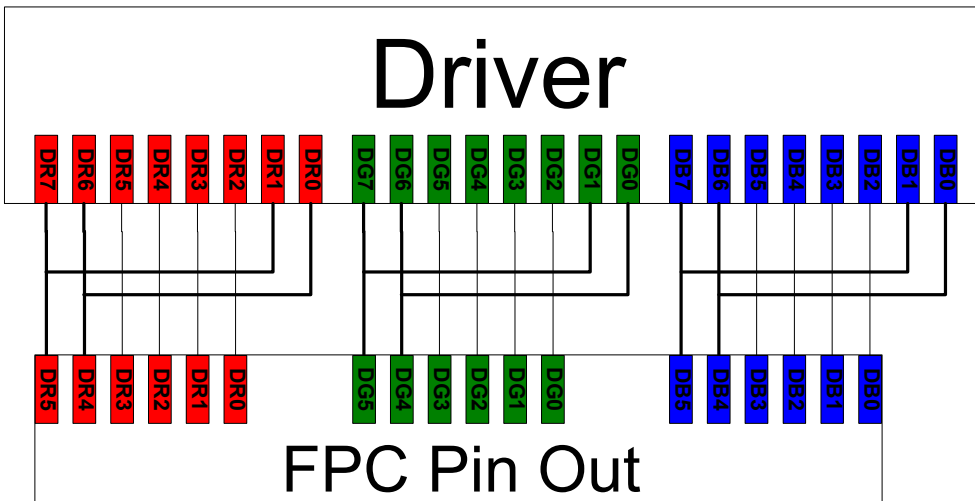 Driver
DR7 DR6 DR5 DR4 DR3 DR2 DR1 DR0 DG7 DG6 DG5 DG4 DG3 DG2 DG1 DG0 DB7 DB6 DB5 DB4 DB3 DB2 DB1 DB0
DR5 DR4 DR3 DR2 DR1 DR0 DG5 DG4 DG3 DG2 DG1 DG0 DB5 DB4 DB3 DB2 DB1 DB0
FPC Pin Out